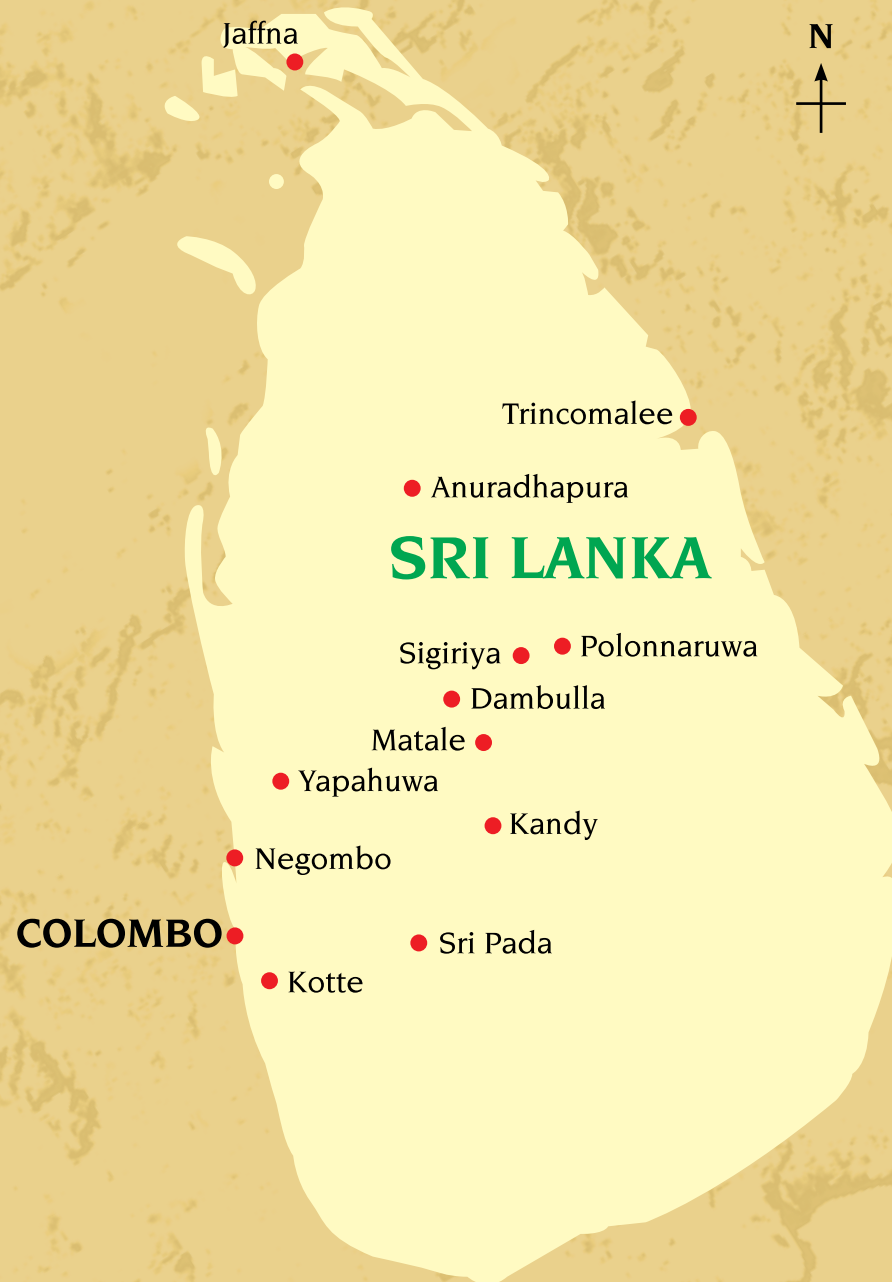 Jaffna
N
Trincomalee
Anuradhapura
SRI LANKA
Sigiriya
Polonnaruwa
Dambulla
Matale
Yapahuwa
Kandy
Negombo
COLOMBO
Sri Pada
Kotte